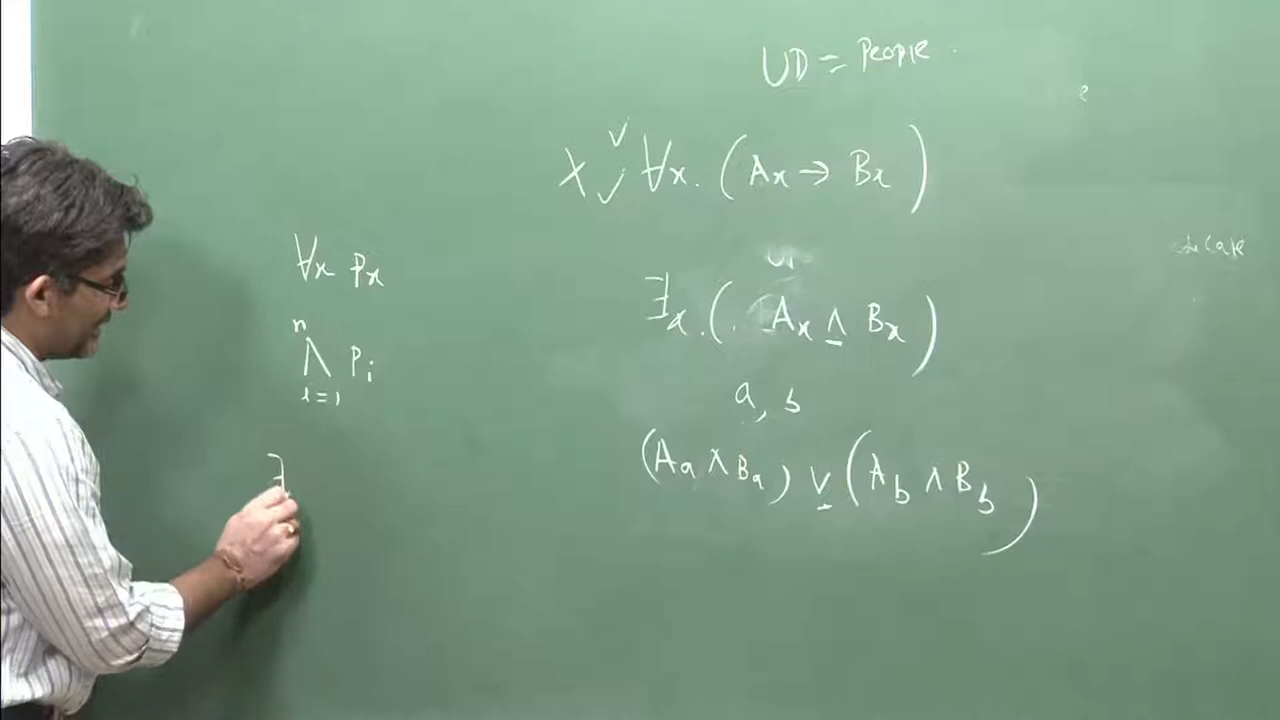 UD = People
∀x. (Ax → Bx)
∀x Px
n
∧ Pi
i=1
∃
∃x. (Ax ∧ Bx)
a, b
(Aa ∧ Ba) ∨ (Ab ∧ Bb)